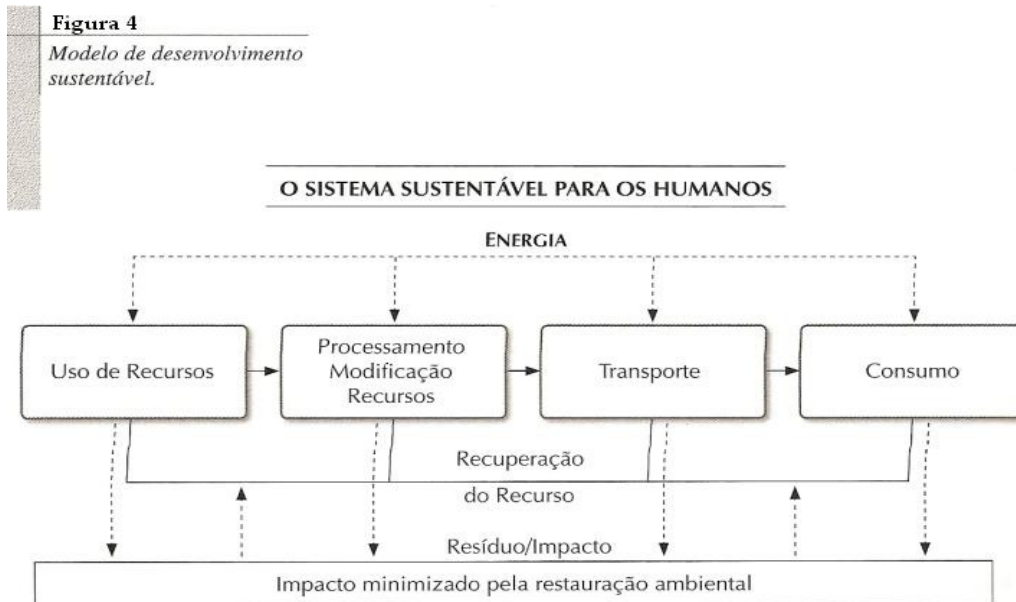 Figura 4
Modelo de desenvolvimento
sustentável.
O SISTEMA SUSTENTÁVEL PARA OS HUMANOS
ENERGIA
Uso de Recursos
Processamento
Modificação
Recursos
Transporte
Consumo
Recuperação
do Recurso
Resíduo/Impacto
Impacto minimizado pela restauração ambiental